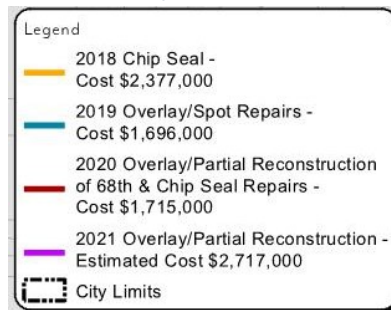 Legend
2018 Chip Seal -
Cost $2,377,000
2019 Overlay/Spot Repairs -
Cost $1,696,000
2020 Overlay/Partial Reconstruction
of 68th & Chip Seal Repairs -
Cost $1,715,000
2021 Overlay/Partial Reconstruction -
Estimated Cost $2,717,000
City Limits